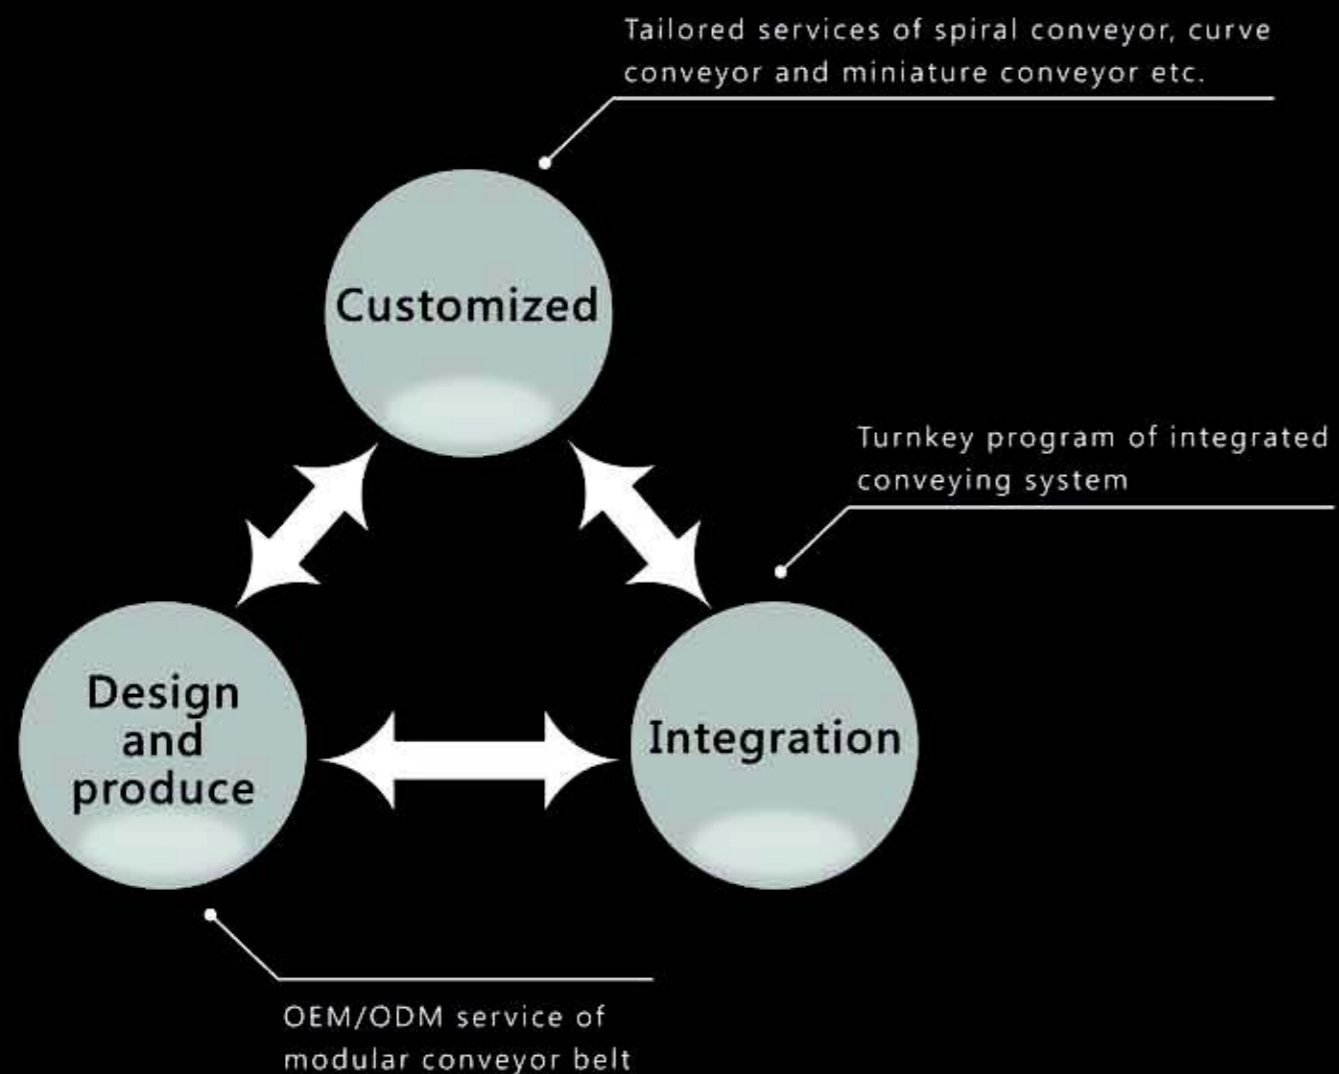 Tailored services of spiral conveyor, curve
conveyor and miniature conveyor etc.
Customized
Turnkey program of integrated
conveying system
Design
and
produce
Integration
OEM/ODM service of
modular conveyor belt